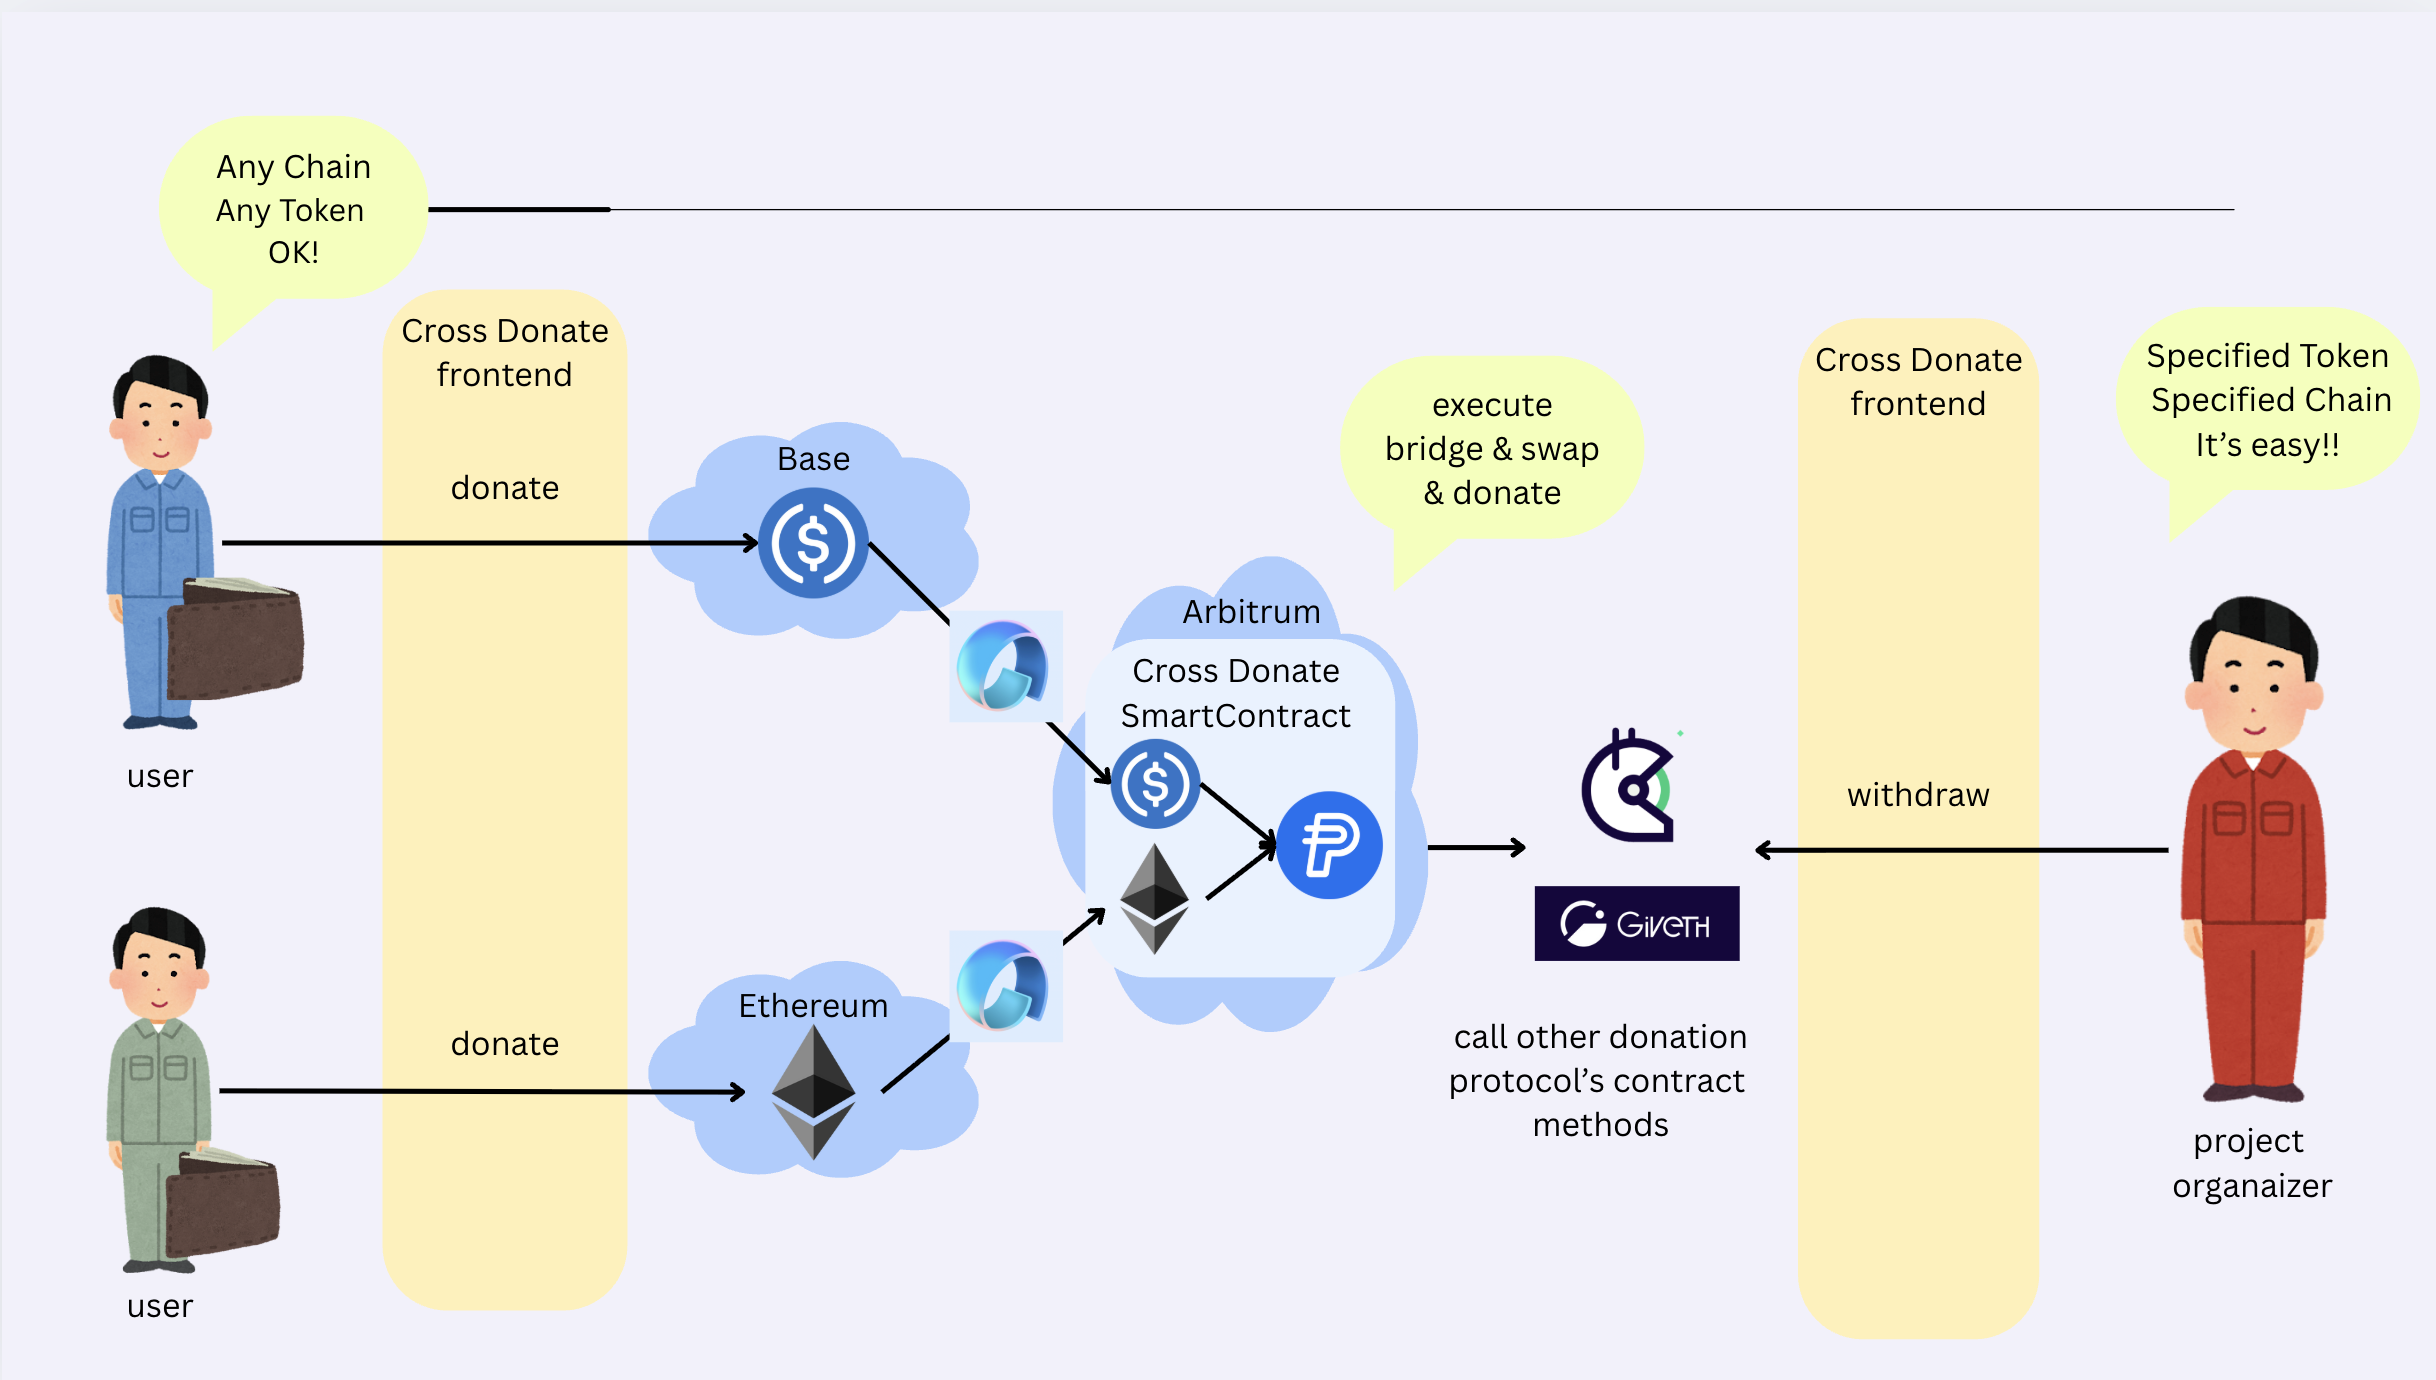 Any Chain
Any Token
OK!
Cross Donate
frontend
donate
Base
execute
bridge & swap
& donate
Cross Donate
frontend
Specified Token
Specified Chain
It's easy!!
Arbitrum
Cross Donate
SmartContract
user
withdraw
GIVETH
donate
Ethereum
call other donation
protocol's contract
methods
project
organaizer
user